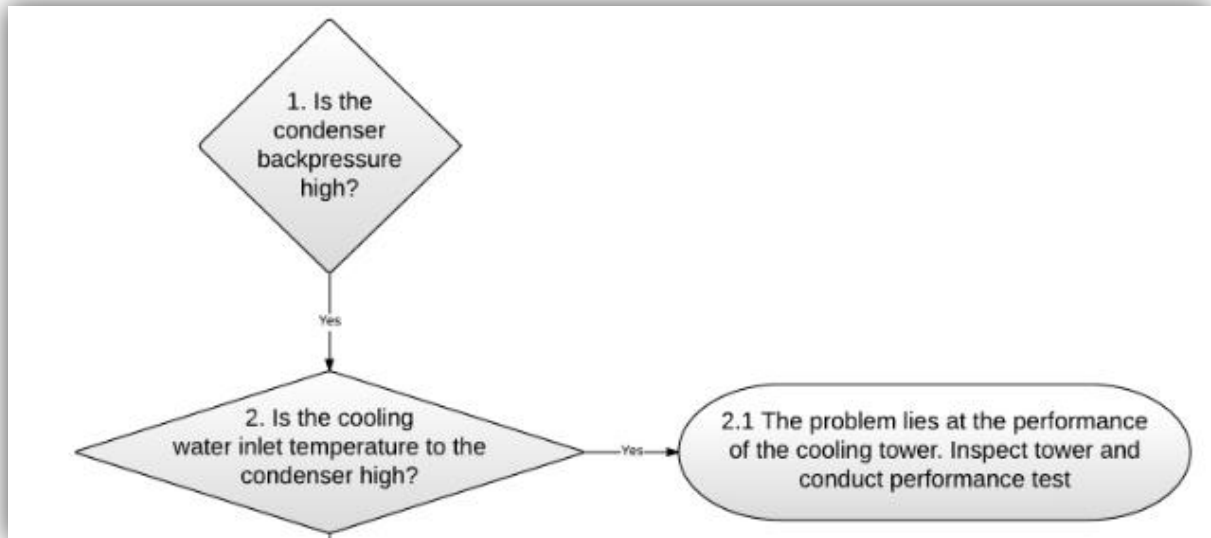 1. Is the
condenser
backpressure
high?
Yes
2. Is the cooling
water inlet temperature to the
condenser high?
Yes
2.1 The problem lies at the performance
of the cooling tower. Inspect tower and
conduct performance test